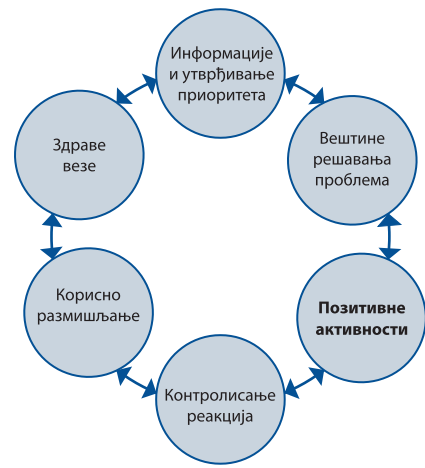 Информације
и утврђивање
приоритета
Вештине
решавања
проблема
Позитивне
активности
Контролисање
реакција
Корисно
размишљање
Здраве
везе